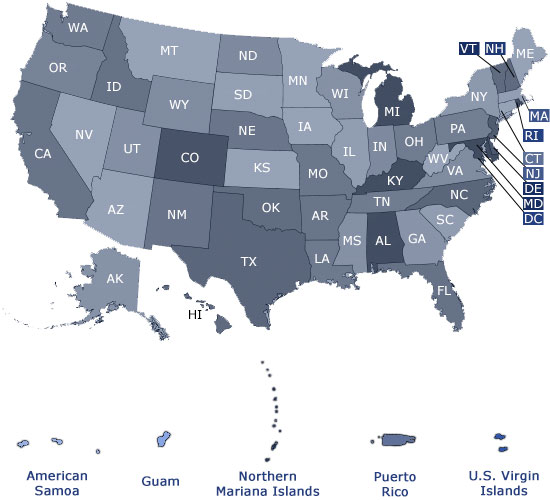 WA
VT
NH
ME
MT
ND
OR
MN
ID
SD
WI
NY
MI
WY
MA
RI
IA
PA
NE
NV
OH
IL
IN
UT
CT
CO
WV
NJ
CA
VA
DE
KS
MO
KY
MD
NC
TN
DC
AZ
OK
NM
AR
SC
MS
AL
GA
TX
LA
AK
FL
HI
American
Samoa
Guam
Northern
Mariana Islands
Puerto
Rico
U.S. Virgin
Islands